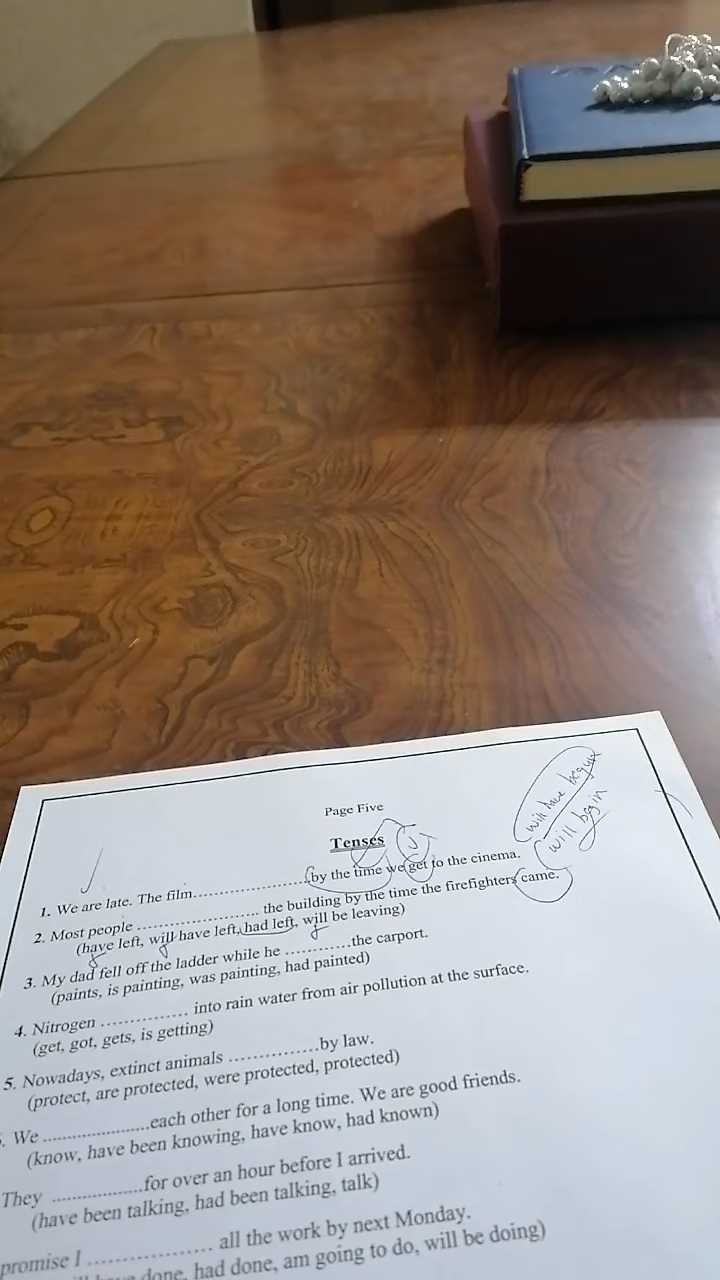 Page Five
Tenses
will have begun
will begin
1. We are late. The film....................by the time we get to the cinema.
2. Most people ..................... the building by the time the firefighters came.
(have left, will have left, had left, will be leaving)
3. My dad fell off the ladder while he ...........the carport.
(paints, is painting, was painting, had painted)
4. Nitrogen ............... into rain water from air pollution at the surface.
(get, got, gets, is getting)
5. Nowadays, extinct animals ................by law.
(protect, are protected, were protected, protected)
. We ......................each other for a long time. We are good friends.
(know, have been knowing, have know, had known)
They ..................for over an hour before I arrived.
(have been talking, had been talking, talk)
promise I ..................... all the work by next Monday.
done, had done, am going to do, will be doing)